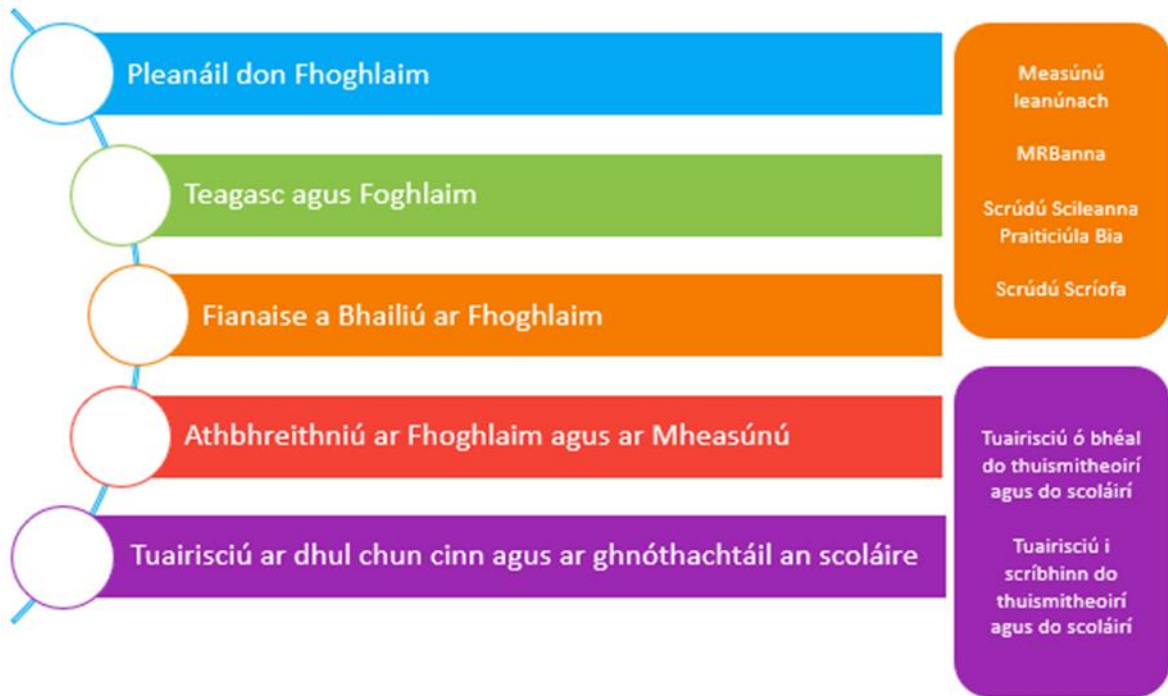 Pleanáil don Fhoghlaim
Teagasc agus Foghlaim
Fianaise a Bhailiú ar Fhoghlaim
Athbhreithniú ar Fhoghlaim agus ar Mheasúnú
Tuairisciú ar dhul chun cinn agus ar ghnóthachtáil an scoláire
Measúnú
leanúnach
MRBanna
Scrúdú Scileanna
Praiticiúla Bia
Scrúdú Scríofa
Tuairisciú ó bhéal
do thuismitheoirí
agus do scoláirí
Tuairisciú i
scríbhinn do
thuismitheoirí
agus do scoláirí